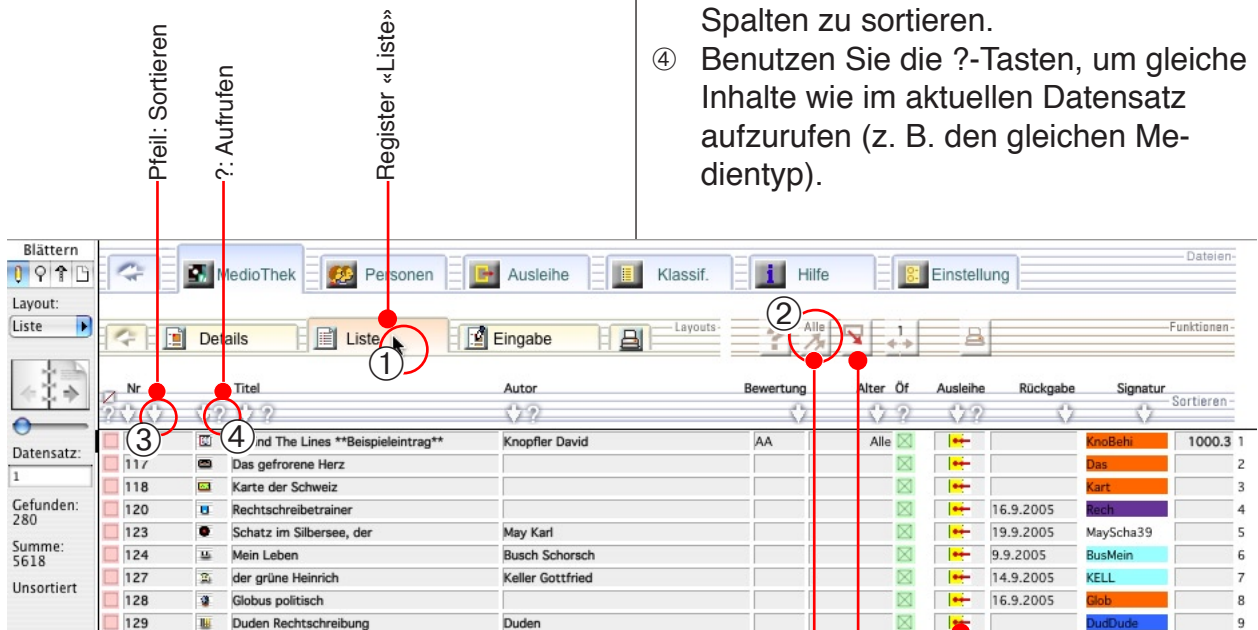 Spalten zu sortieren.
④ Benutzen Sie die ?-Tasten, um gleiche
Inhalte wie im aktuellen Datensatz
aufzurufen (z. B. den gleichen Me-
dientyp).
Pfeil: Sortieren
?: Aufrufen
Register «Liste»
Blättern
MedioThek Personen Ausleihe Klassif. Hilfe Einstellung Dateien
Layout:
Liste
Details Liste Eingabe Layouts Alle 1 Funktionen
① ②
Nr Titel Autor Bewertung Alter Öf Ausleihe Rückgabe Signatur
? ? ? ? ? ? Sortieren
③ ④
nd The Lines **Beispieleintrag** Knopfler David AA Alle KnoBehi 1000.3 1
117 Das gefrorene Herz Das 2
118 Karte der Schweiz Kart 3
120 Rechtschreibetrainer 16.9.2005 Rech 4
123 Schatz im Silbersee, der May Karl 19.9.2005 MayScha39 5
124 Mein Leben Busch Schorsch 9.9.2005 BusMein 6
127 der grüne Heinrich Keller Gottfried 14.9.2005 KELL 7
128 Globus politisch 16.9.2005 Glob 8
129 Duden Rechtschreibung Duden DudDude 9
Datensatz:
1
Gefunden:
280
Summe:
5618
Unsortiert